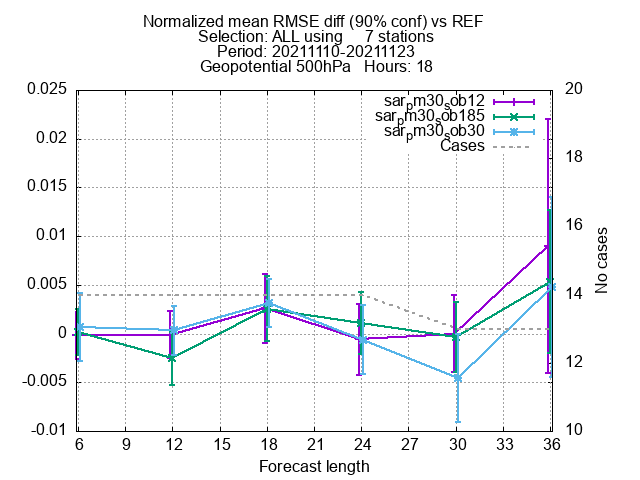 Normalized mean RMSE diff (90% conf) vs REF
Selection: ALL using 7 stations
Period: 20211110-20211123
Geopotential 500hPa Hours: 18
0.025 20
sar_pm30_sob12
sar_pm30_sob185
sar_pm30_sob30
Cases
0.02
18
0.015
16
0.01
No cases
0.005 14
0
12
-0.005
-0.01 10
6 9 12 15 18 21 24 27 30 33 36
Forecast length